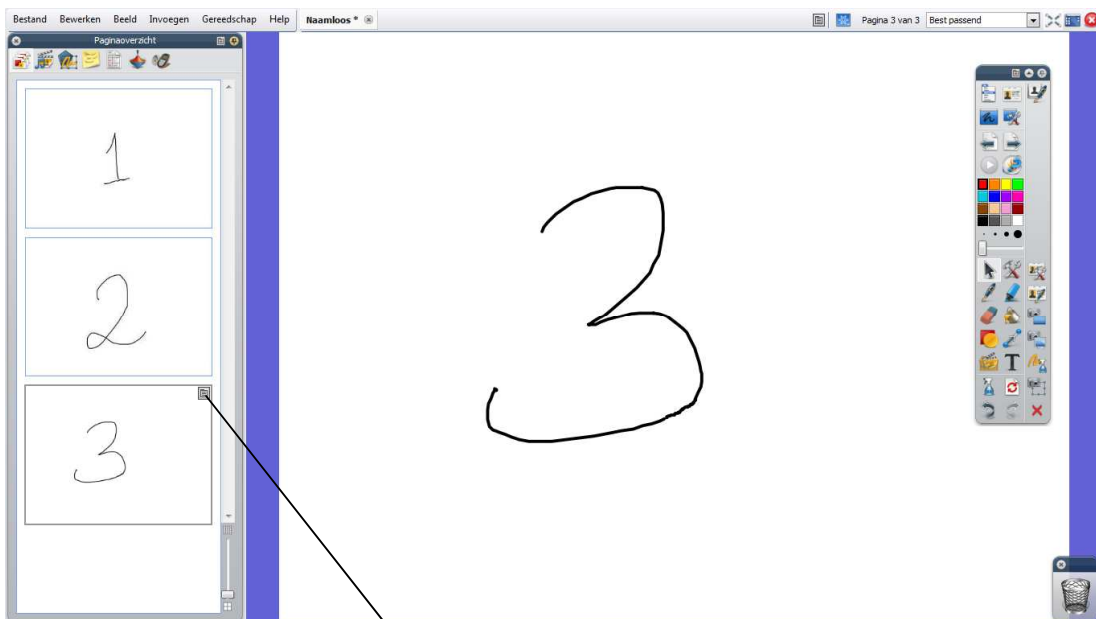 Bestand Bewerken Beeld Invoegen Gereedschap Help Naamloos * Pagina 3 van 3 Best passend
Paginaoverzicht
1
2
3
3
T